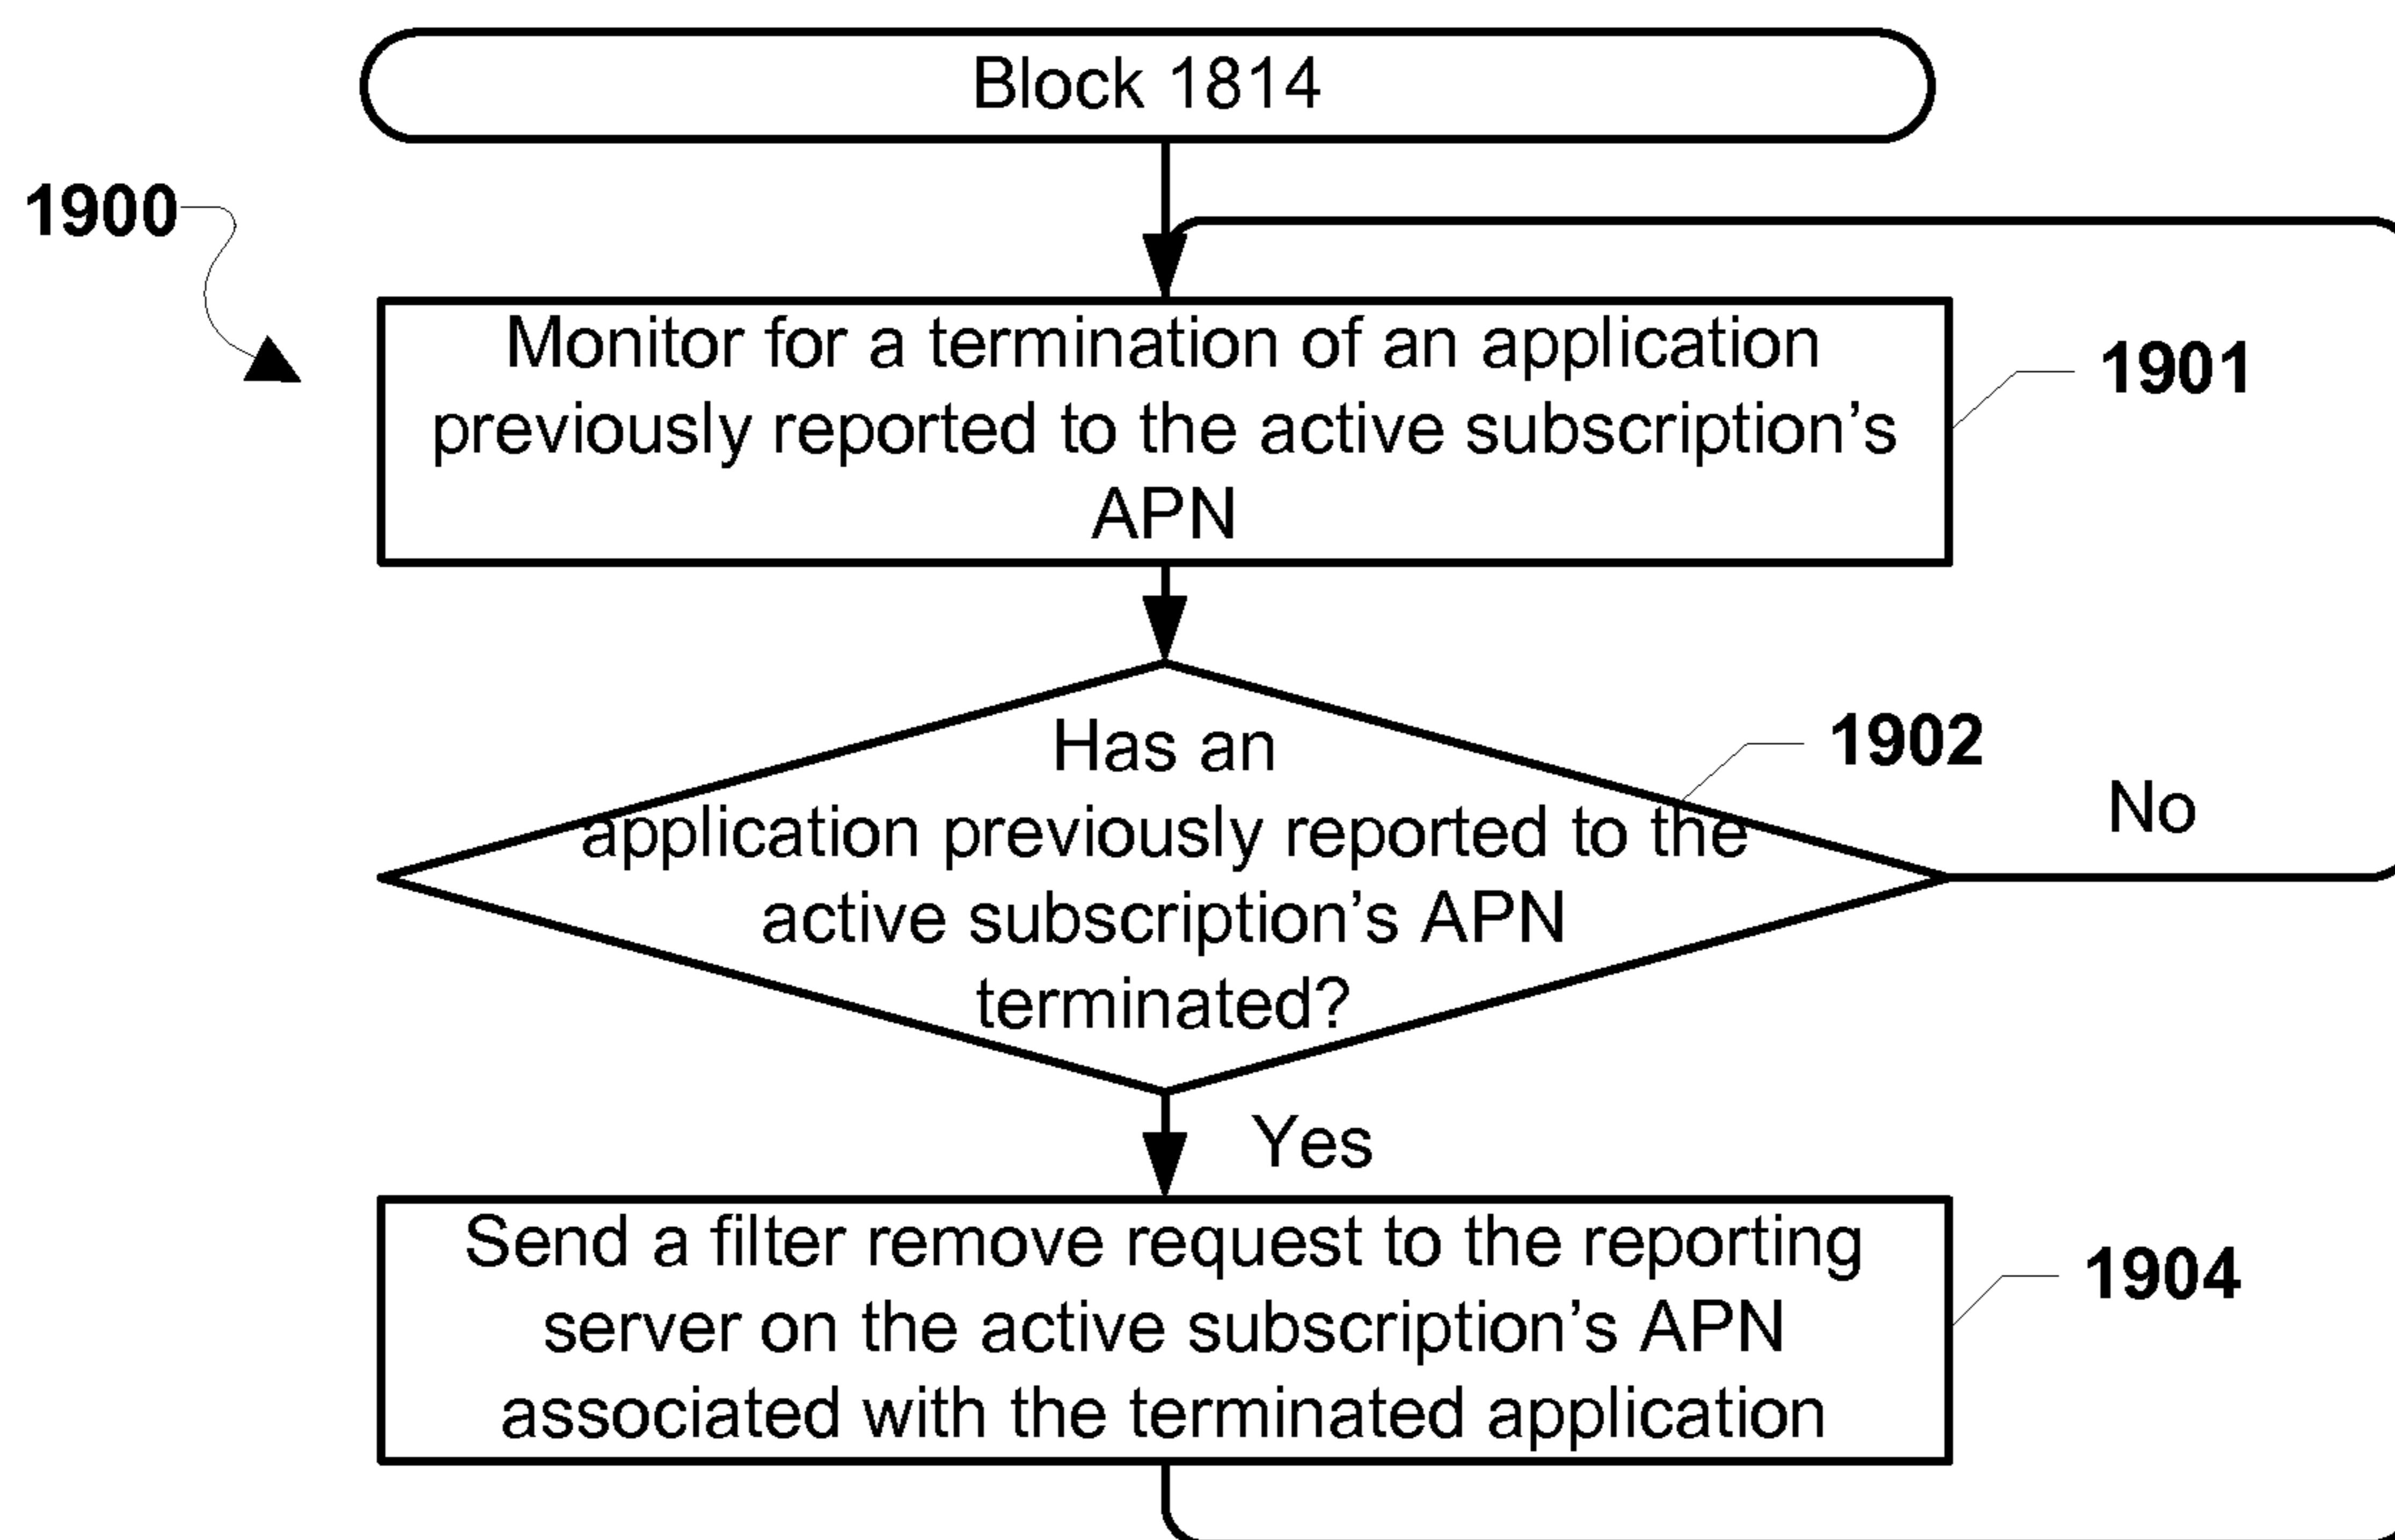 Block 1814
1900
Monitor for a termination of an application
previously reported to the active subscription’s
APN
1901
Has an
application previously reported to the
active subscription’s APN
terminated?
1902
No
Yes
Send a filter remove request to the reporting
server on the active subscription’s APN
associated with the terminated application
1904